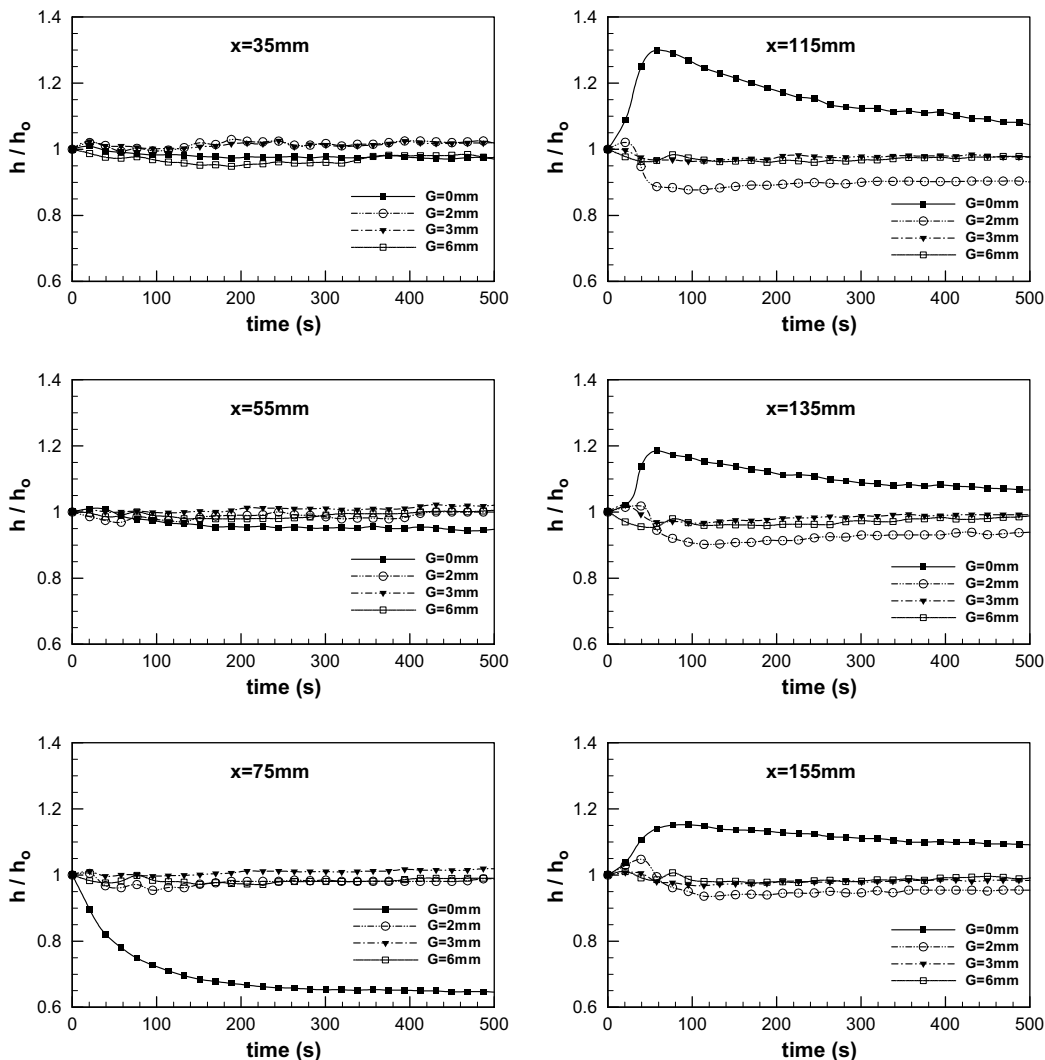 x=35mm
h / ho
1.4
1.2
1
0.8
0.6
0 100 200 300 400 500
time (s)
G=0mm
G=2mm
G=3mm
G=6mm
x=115mm
h / ho
1.4
1.2
1
0.8
0.6
0 100 200 300 400 500
time (s)
G=0mm
G=2mm
G=3mm
G=6mm
x=55mm
h / ho
1.4
1.2
1
0.8
0.6
0 100 200 300 400 500
time (s)
G=0mm
G=2mm
G=3mm
G=6mm
x=135mm
h / ho
1.4
1.2
1
0.8
0.6
0 100 200 300 400 500
time (s)
G=0mm
G=2mm
G=3mm
G=6mm
x=75mm
h / ho
1.4
1.2
1
0.8
0.6
0 100 200 300 400 500
time (s)
G=0mm
G=2mm
G=3mm
G=6mm
x=155mm
h / ho
1.4
1.2
1
0.8
0.6
0 100 200 300 400 500
time (s)
G=0mm
G=2mm
G=3mm
G=6mm